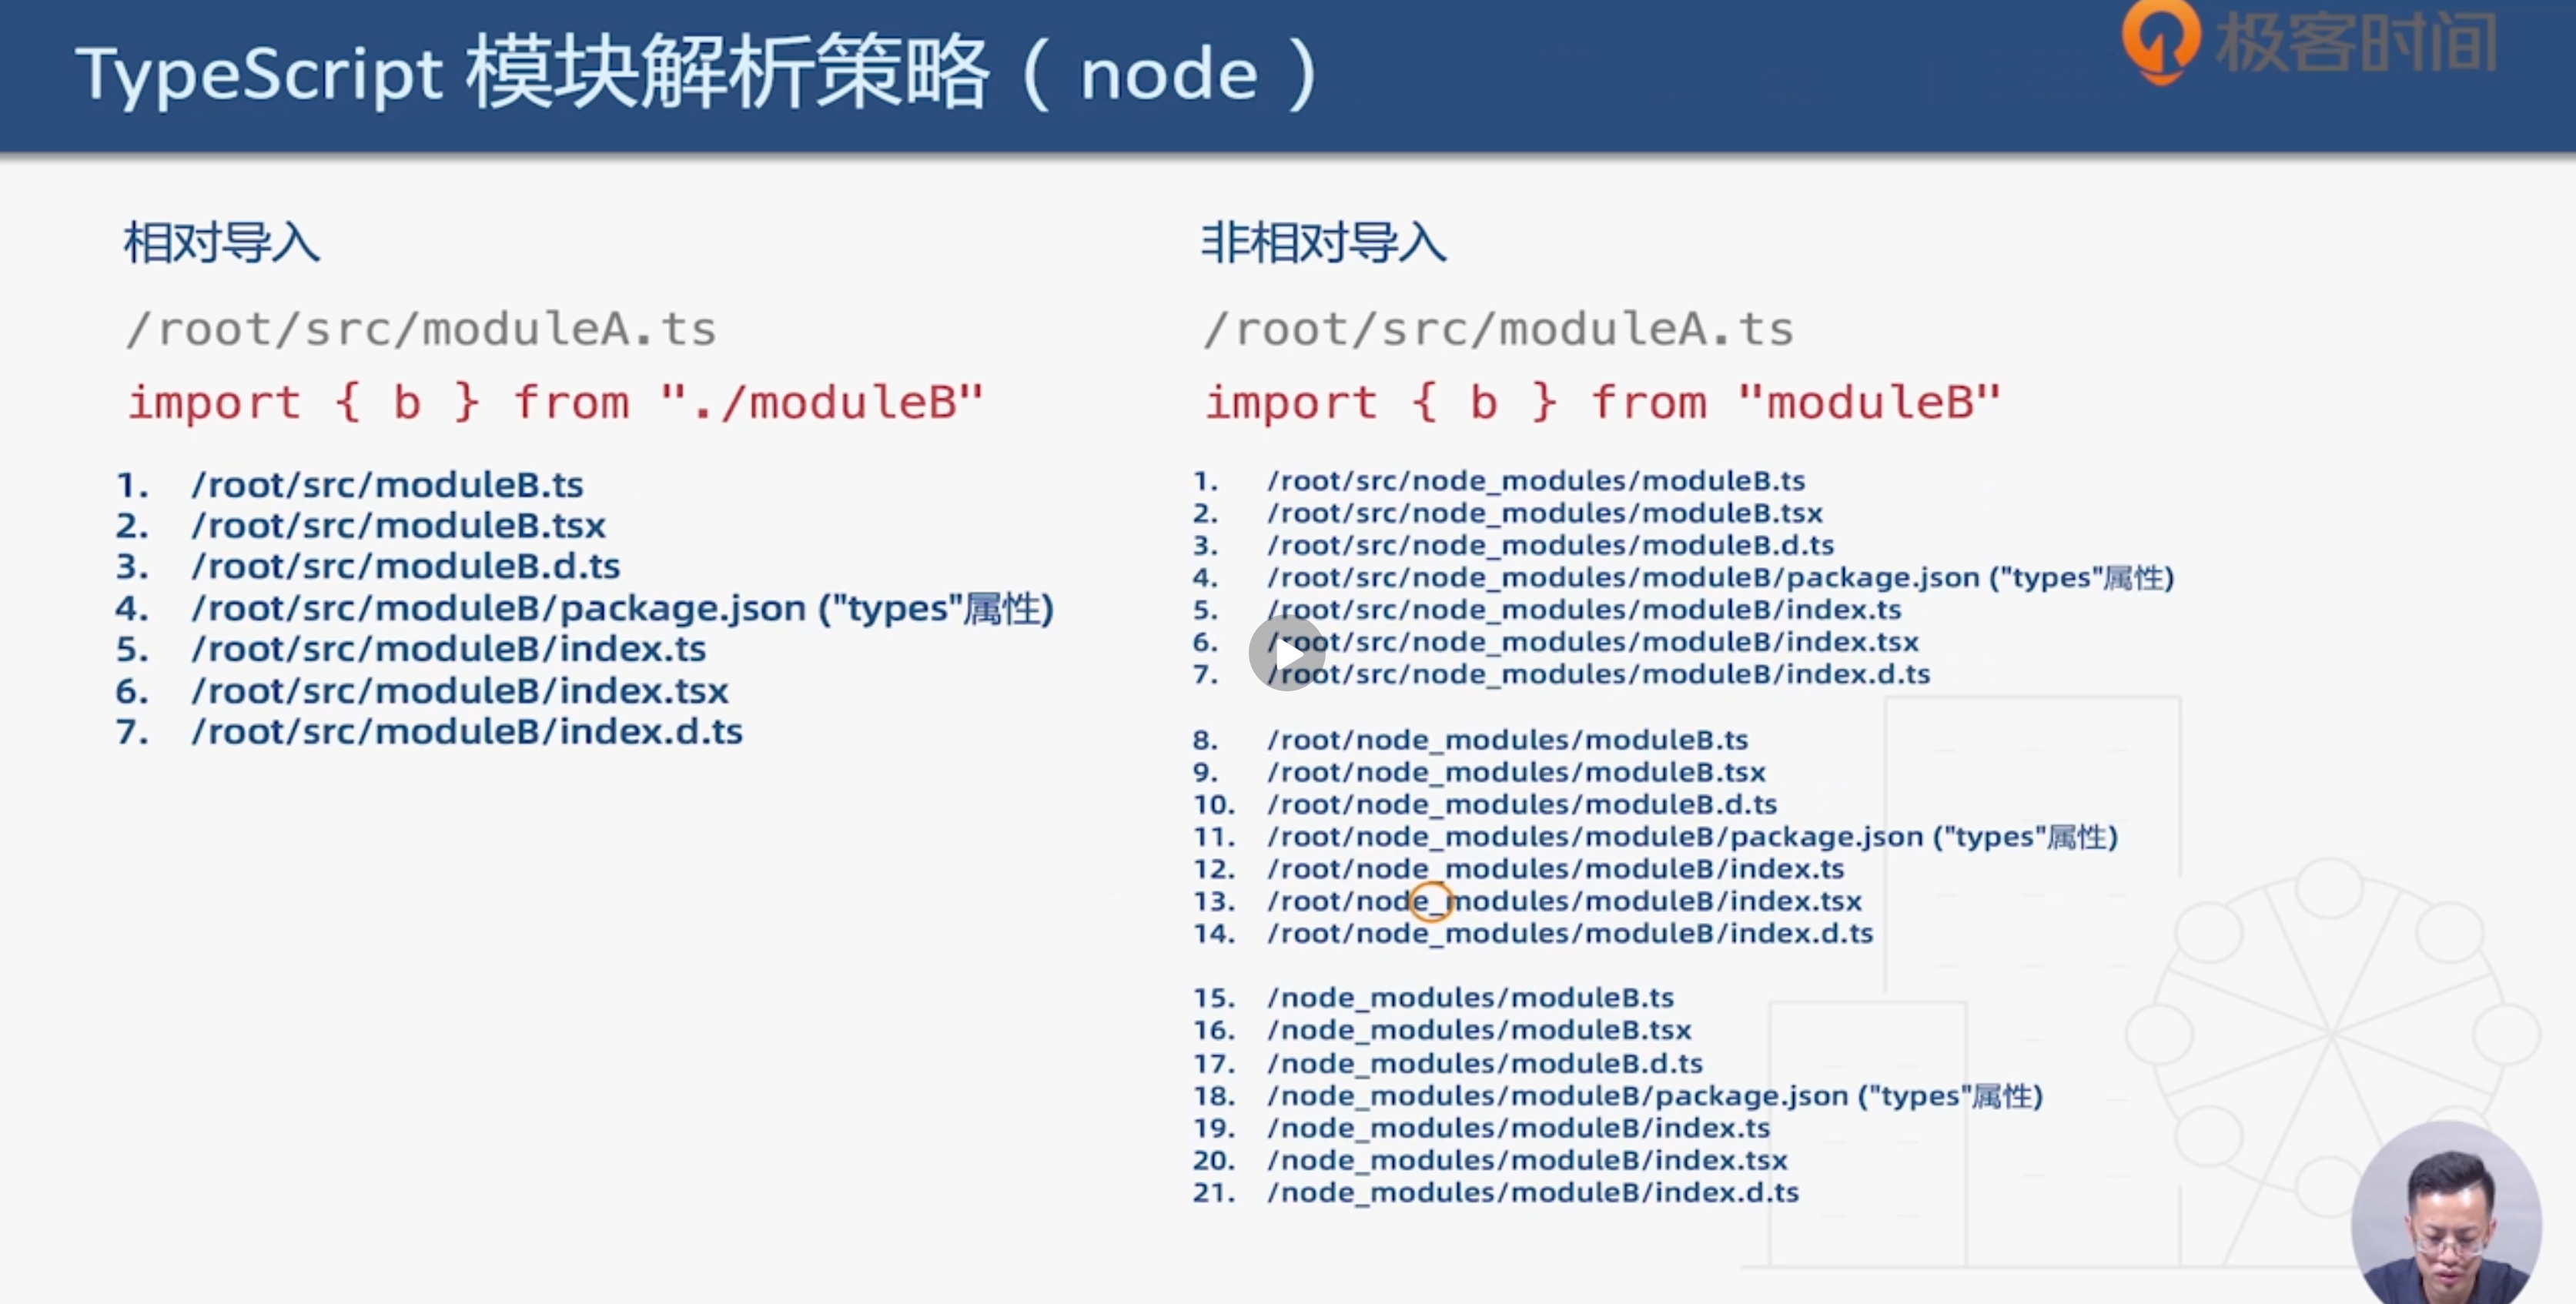 TypeScript 模块解析策略（node）
极客时间
相对导入
/root/src/moduleA.ts
import { b } from "./moduleB"
1. /root/src/moduleB.ts
2. /root/src/moduleB.tsx
3. /root/src/moduleB.d.ts
4. /root/src/moduleB/package.json ("types"属性)
5. /root/src/moduleB/index.ts
6. /root/src/moduleB/index.tsx
7. /root/src/moduleB/index.d.ts
非相对导入
/root/src/moduleA.ts
import { b } from "moduleB"
1. /root/src/node_modules/moduleB.ts
2. /root/src/node_modules/moduleB.tsx
3. /root/src/node_modules/moduleB.d.ts
4. /root/src/node_modules/moduleB/package.json ("types"属性)
5. /root/src/node_modules/moduleB/index.ts
6. /root/src/node_modules/moduleB/index.tsx
7. /root/src/node_modules/moduleB/index.d.ts
8. /root/node_modules/moduleB.ts
9. /root/node_modules/moduleB.tsx
10. /root/node_modules/moduleB.d.ts
11. /root/node_modules/moduleB/package.json ("types"属性)
12. /root/node_modules/moduleB/index.ts
13. /root/node_modules/moduleB/index.tsx
14. /root/node_modules/moduleB/index.d.ts
15. /node_modules/moduleB.ts
16. /node_modules/moduleB.tsx
17. /node_modules/moduleB.d.ts
18. /node_modules/moduleB/package.json ("types"属性)
19. /node_modules/moduleB/index.ts
20. /node_modules/moduleB/index.tsx
21. /node_modules/moduleB/index.d.ts